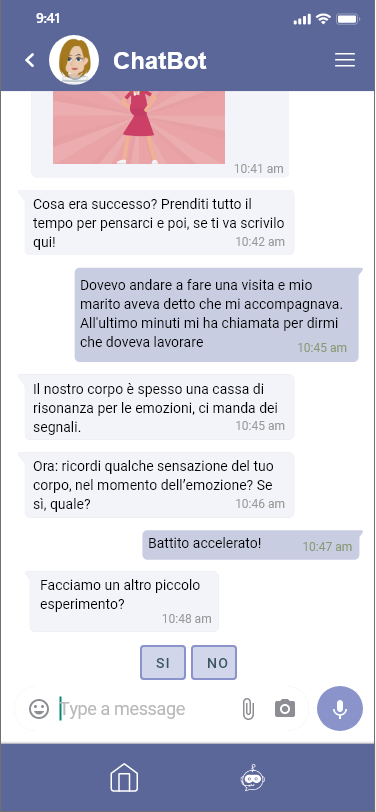 9:41
ChatBot
10:41 am
Cosa era successo? Prenditi tutto il
tempo per pensarci e poi, se ti va scrivilo
qui!
10:42 am
Dovevo andare a fare una visita e mio
marito aveva detto che mi accompagnava.
All'ultimo minuti mi ha chiamata per dirmi
che doveva lavorare
10:45 am
Il nostro corpo è spesso una cassa di
risonanza per le emozioni, ci manda dei
segnali.
10:45 am
Ora: ricordi qualche sensazione del tuo
corpo, nel momento dell’emozione? Se
sì, quale?
10:46 am
Battito accelerato!
10:47 am
Facciamo un altro piccolo
esperimento?
10:48 am
SI
NO
Type a message